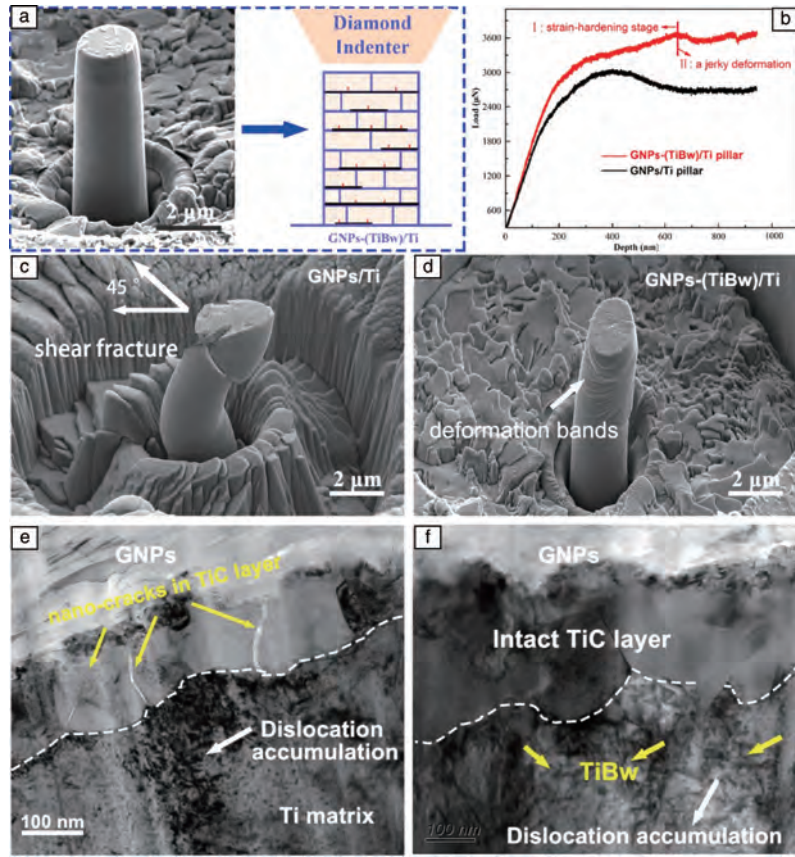 a
2 μm
Diamond
Indenter
GNPs-(TiBw)/Ti
b
Load (μN)
3600
3000
2400
1800
1200
600
I : strain-hardening stage
II : a jerky deformation
GNPs-(TiBw)/Ti pillar
GNPs/Ti pillar
0
200
400
600
800
1000
Depth (nm)
c
45°
GNPs/Ti
shear fracture
2 μm
d
GNPs-(TiBw)/Ti
deformation bands
2 μm
e
GNPs
nano-cracks in TiC layer
Dislocation
accumulation
Ti matrix
100 nm
f
GNPs
Intact TiC layer
TiBw
Dislocation accumulation
100 nm